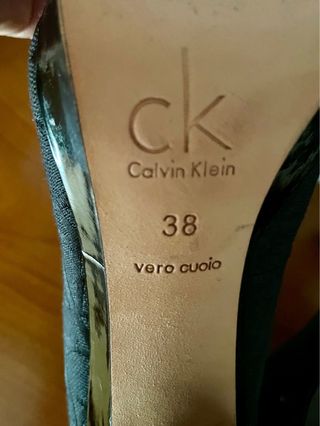 ck
Calvin Klein
38
vero cuoio